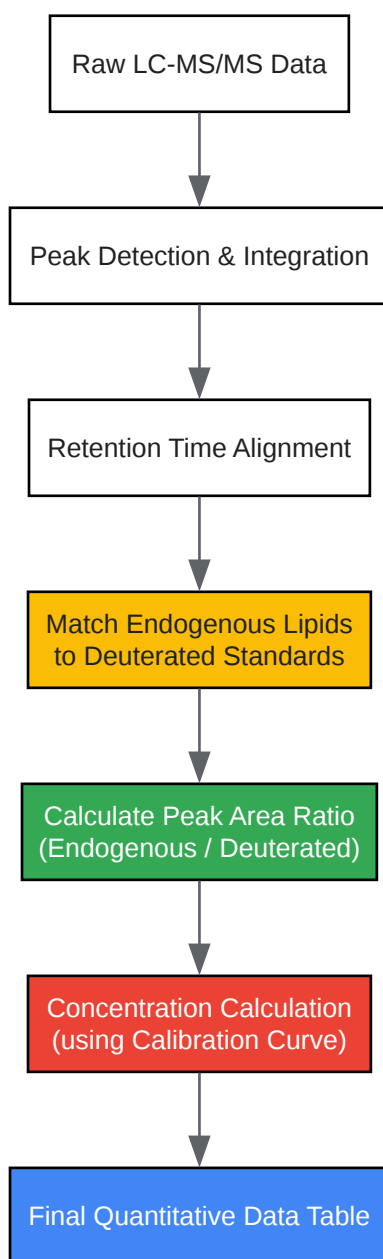 Raw LC-MS/MS Data
Peak Detection & Integration
Retention Time Alignment
Match Endogenous Lipids
to Deuterated Standards
Calculate Peak Area Ratio
(Endogenous / Deuterated)
Concentration Calculation
(using Calibration Curve)
Final Quantitative Data Table